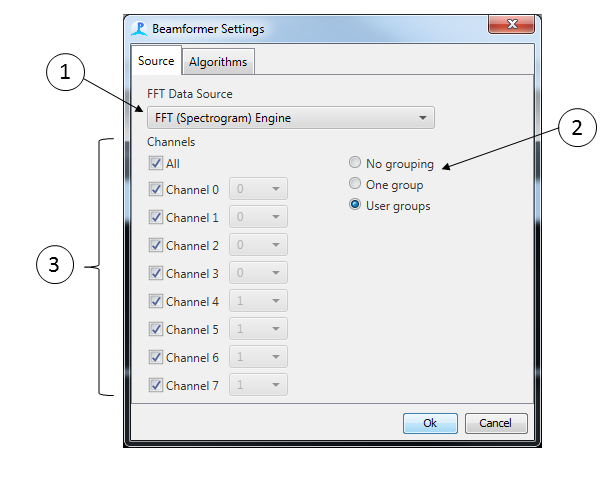 Beamformer Settings
Source Algorithms
1
FFT Data Source
FFT (Spectrogram) Engine
2
Channels
All
No grouping
Channel 0 0
One group
User groups
Channel 1 0
Channel 2 0
3
Channel 3 0
Channel 4 1
Channel 5 1
Channel 6 1
Channel 7 1
Ok Cancel